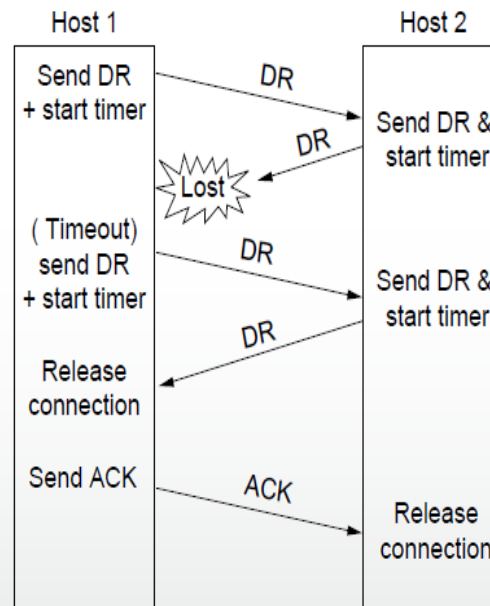 Host 1
Host 2
Send DR
+ start timer
DR
Send DR &
start timer
DR
Lost
( Timeout)
send DR
+ start timer
DR
Send DR &
start timer
DR
Release
connection
Send ACK
ACK
Release
connection